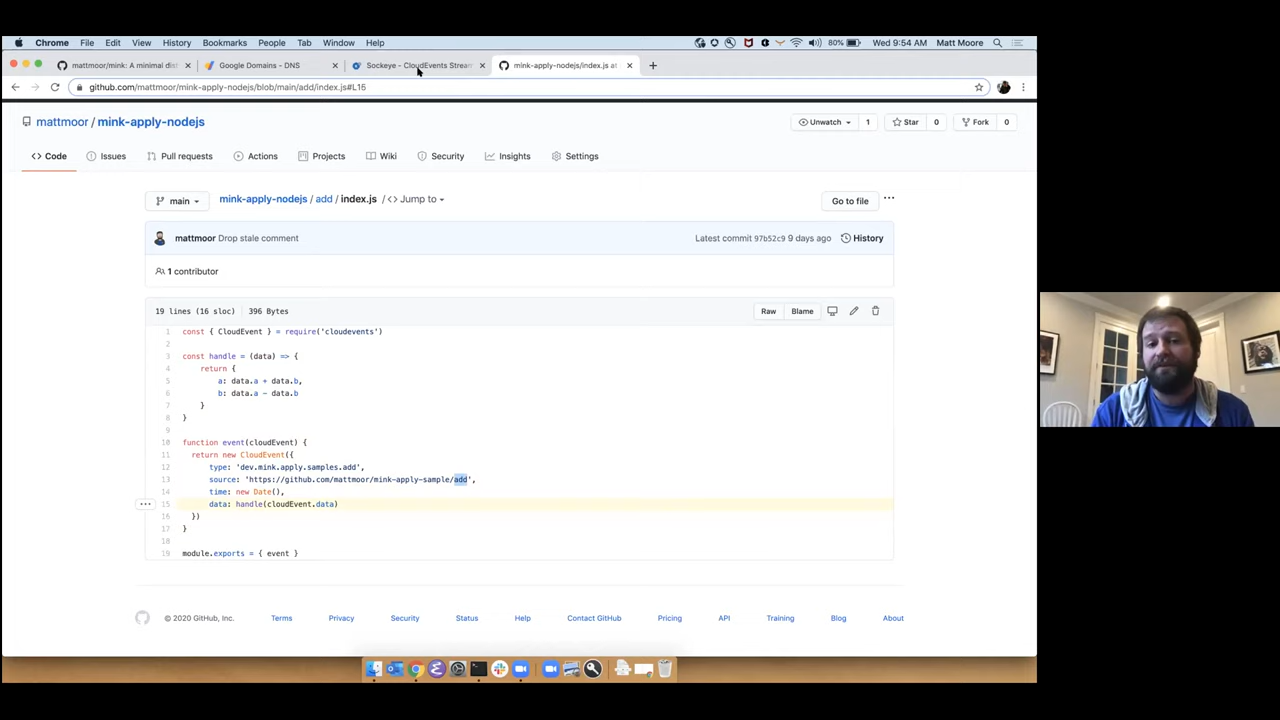 Chrome File Edit View History Bookmarks People Tab Window Help 80% Wed 9:54 AM Matt Moore
mattmoor/mink: A minimal dist Google Domains - DNS Sockeye - CloudEvents Stream mink-apply-nodejs/index.js at
github.com/mattmoor/mink-apply-nodejs/blob/main/add/index.js#L16
mattmoor / mink-apply-nodejs Unwatch 1 Star 0 Fork 0
Code Issues Pull requests Actions Projects Wiki Security Insights Settings
main mink-apply-nodejs / add / index.js / <> Jump to Go to file ...
mattmoor Drop stale comment Latest commit 97b52c9 9 days ago History
1 contributor
19 lines (16 sloc) 396 Bytes Raw Blame
1 const { CloudEvent } = require('cloudevents')
2
3 const handle = (data) => {
4 return {
5 a: data.a + data.b,
6 b: data.a - data.b
7 }
8 }
9
10 function event(cloudEvent) {
11 return new CloudEvent({
12 type: 'dev.mink.apply.samples.add',
13 source: 'https://github.com/mattmoor/mink-apply-sample/add',
14 time: new Date(),
15 data: handle(cloudEvent.data)
16 })
17 }
18
19 module.exports = { event }
© 2020 GitHub, Inc. Terms Privacy Security Status Help Contact GitHub Pricing API Training Blog About